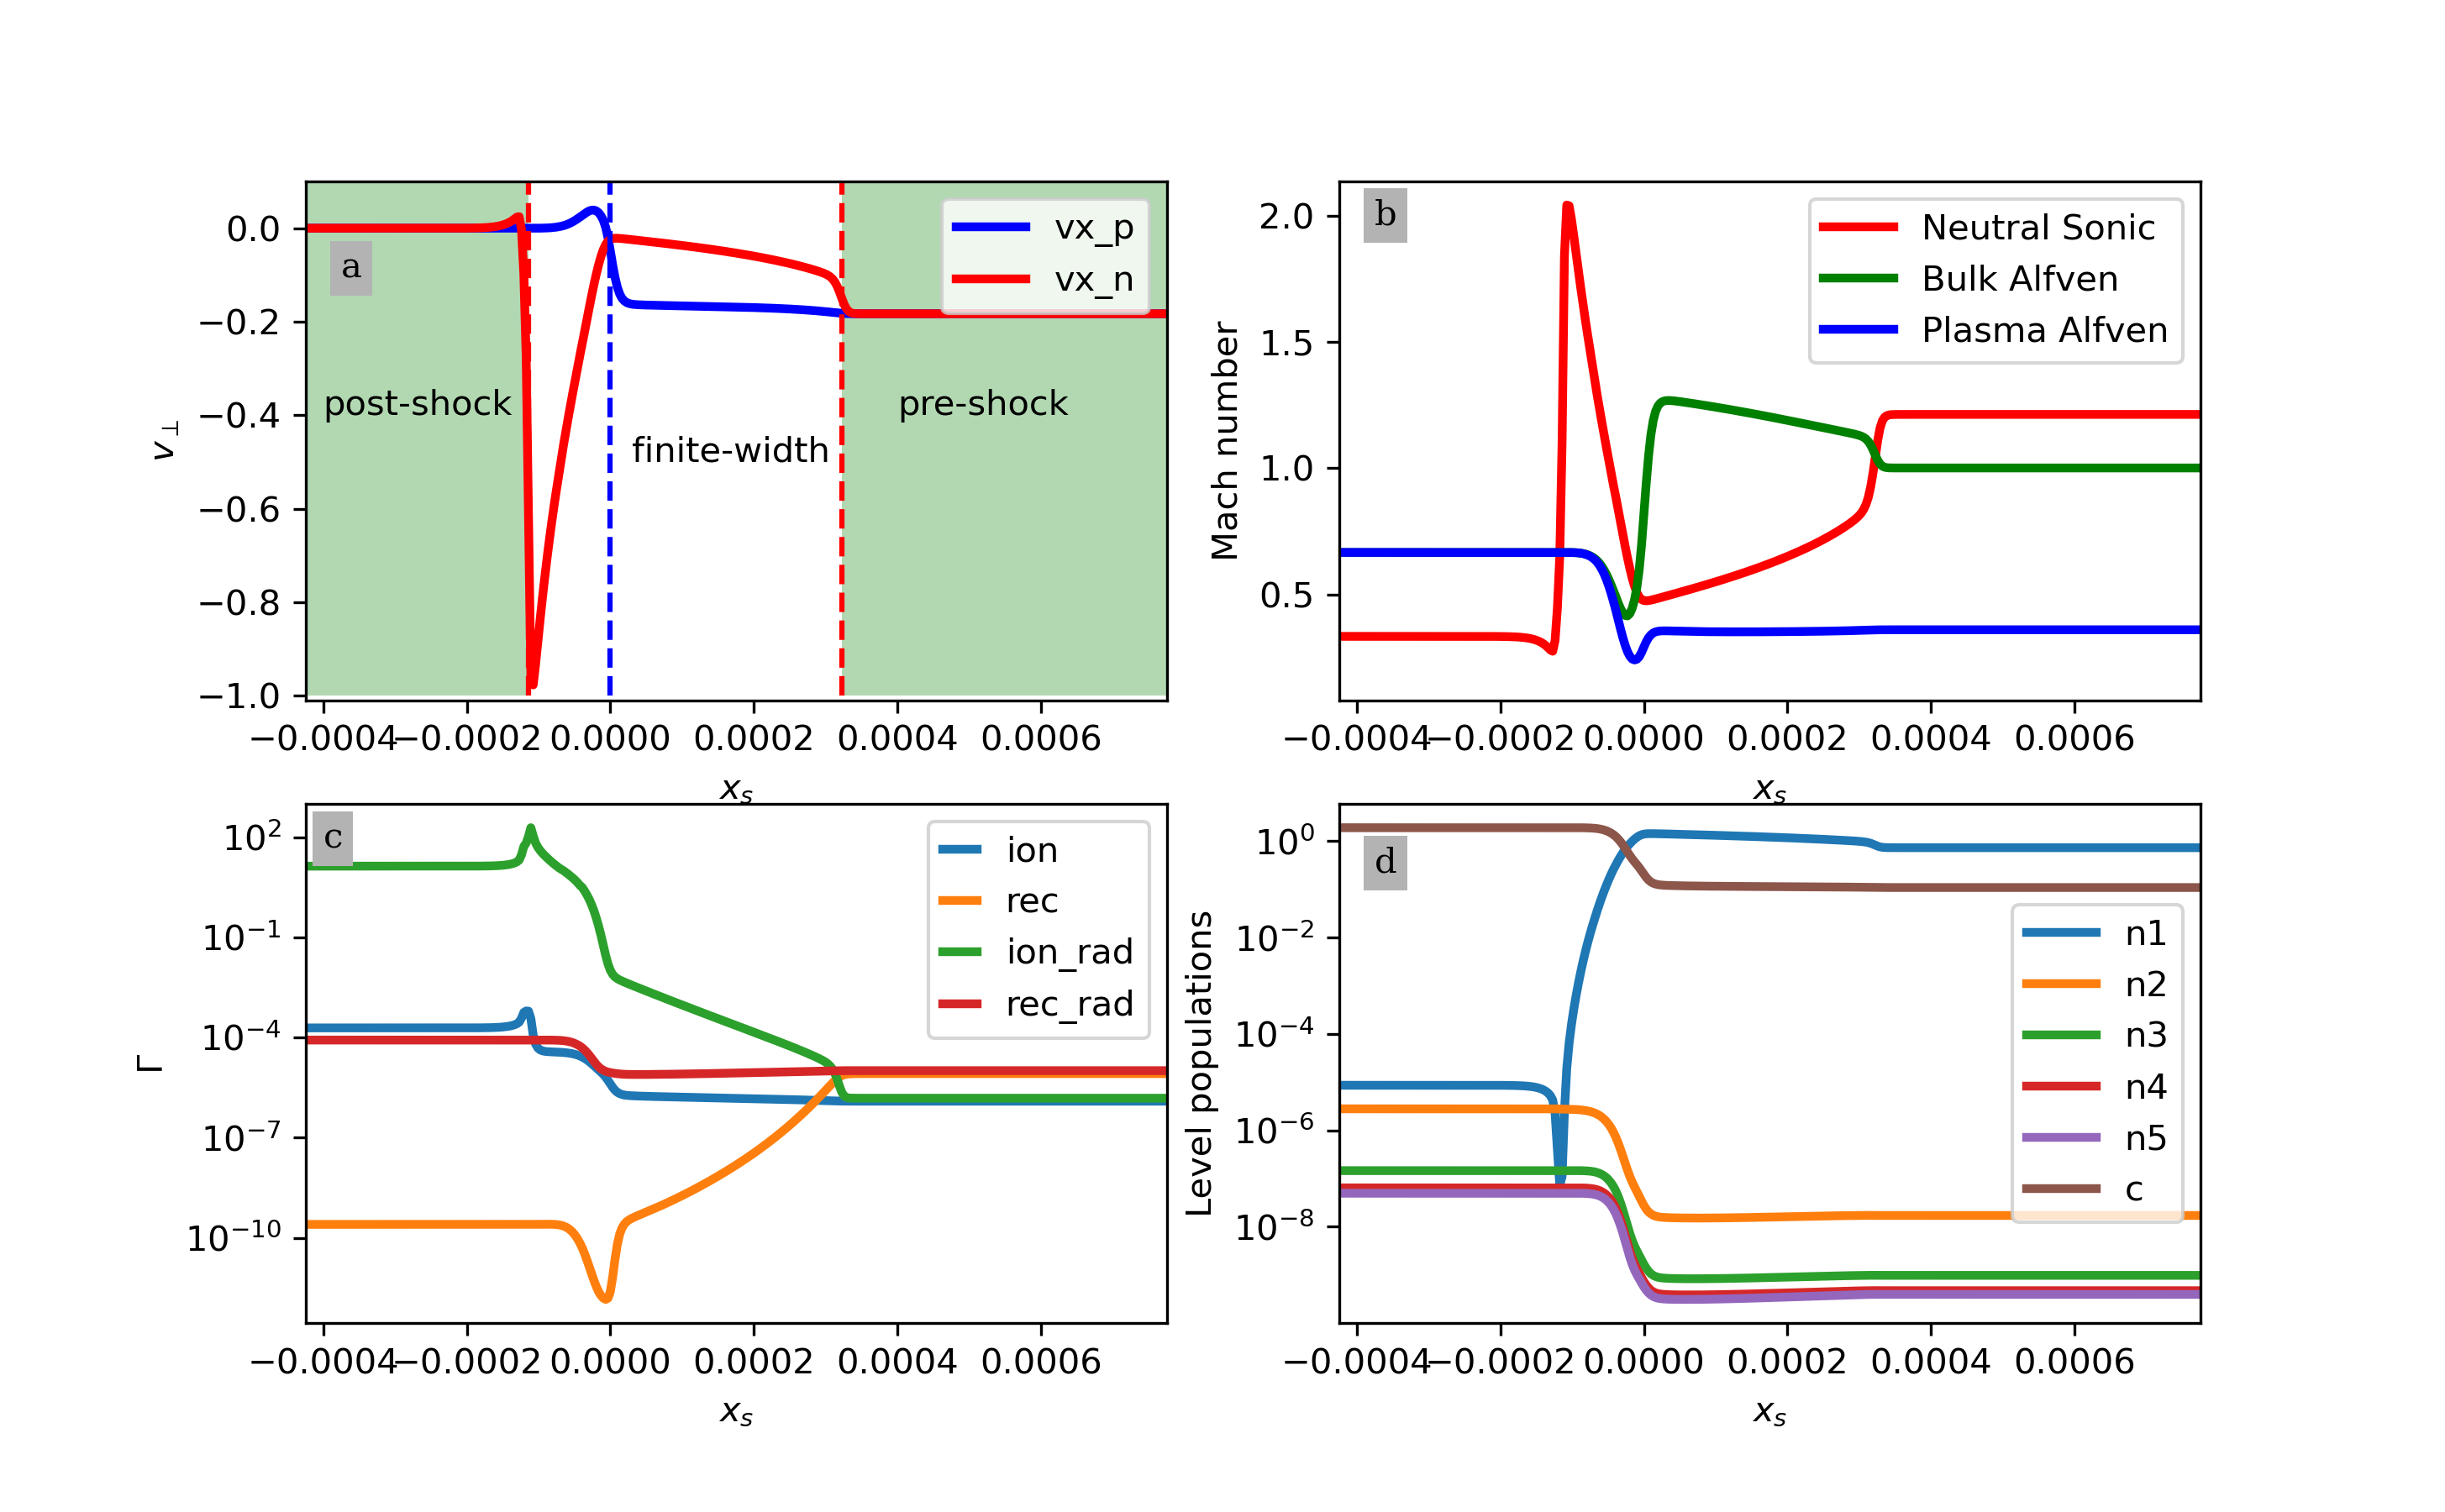 a
post-shock
finite-width
pre-shock
vx_p
vx_n
0.0
−0.2
−0.4
−0.6
−0.8
−1.0
v⊥
−0.0004 −0.0002 0.0000 0.0002 0.0004 0.0006
xₛ
b
Neutral Sonic
Bulk Alfven
Plasma Alfven
2.0
1.5
1.0
0.5
Mach number
−0.0004 −0.0002 0.0000 0.0002 0.0004 0.0006
xₛ
c
ion
rec
ion_rad
rec_rad
10²
10⁻¹
10⁻⁴
10⁻⁷
10⁻¹⁰
Γ
−0.0004 −0.0002 0.0000 0.0002 0.0004 0.0006
xₛ
d
n1
n2
n3
n4
n5
c
10⁰
10⁻²
10⁻⁴
10⁻⁶
10⁻⁸
Level populations
−0.0004 −0.0002 0.0000 0.0002 0.0004 0.0006
xₛ